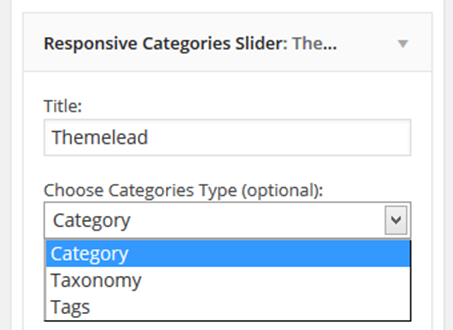 Responsive Categories Slider: The...
Title:
Themelead
Choose Categories Type (optional):
Category
Category
Taxonomy
Tags